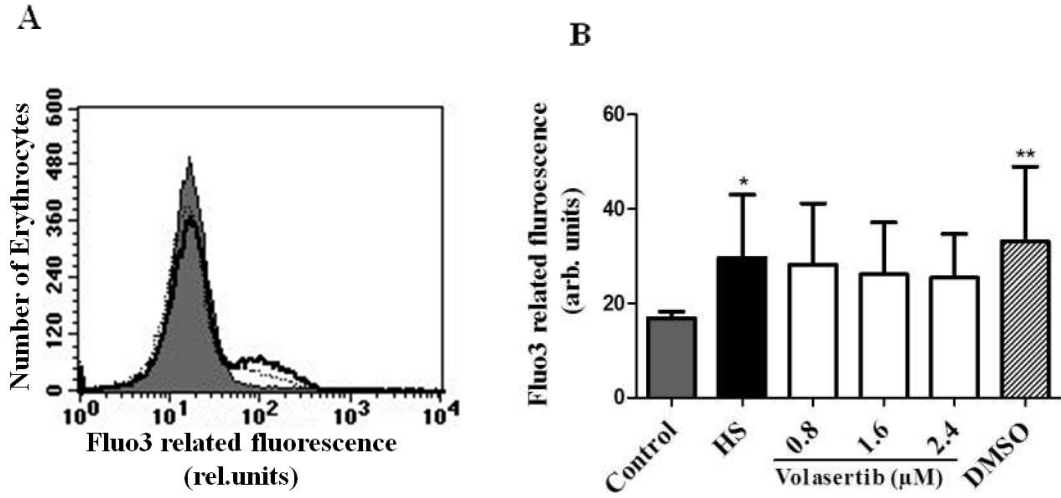 A
600
480
360
240
120
0
Number of Erythrocytes
10^0 10^1 10^2 10^3 10^4
Fluo3 related fluorescence
(rel.units)
B
60
40
20
0
Fluo3 related fluroescence
(arb. units)
*
**
Control
HS
0.8
1.6
2.4
DMSO
Volasertib (µM)